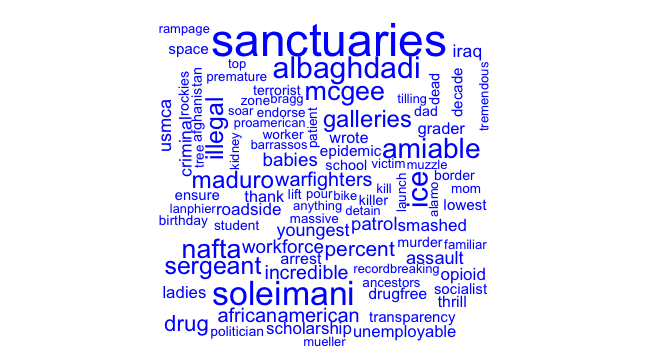 rampage
sanctuaries
space
iraq
top
albaghdadi
premature
dead
decade
tremendous
terrorist
mcgee
zone
bragg
tilling
usmca
criminal
rockies
afghanistan
illegal
soar
endorse
galleries
dad
proamerican
patient
grader
tree
kidney
worker
wrote
barrassos
epidemic
amiable
babies
school
victim
muzzle
maduro
warfighters
launch
ice
alamo
border
ensure
thank
lift
pour
bike
kill
killer
mom
lowest
lanphier
roadside
anything
detain
birthday
student
massive
patrol
smashed
youngest
nafta
workforce
percent
murder
familiar
arrest
assault
sergeant
incredible
recordbreaking
opioid
ladies
soleimani
ancestors
drugfree
socialist
thrill
drug
africanamerican
transparency
politician
scholarship
unemployable
mueller